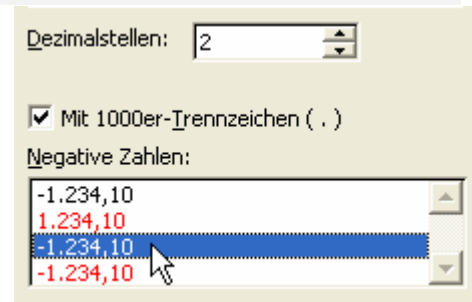 Dezimalstellen: 2
Mit 1000er-Trennzeichen ( . )
Negative Zahlen:
-1.234,10
1.234,10
-1.234,10
-1.234,10